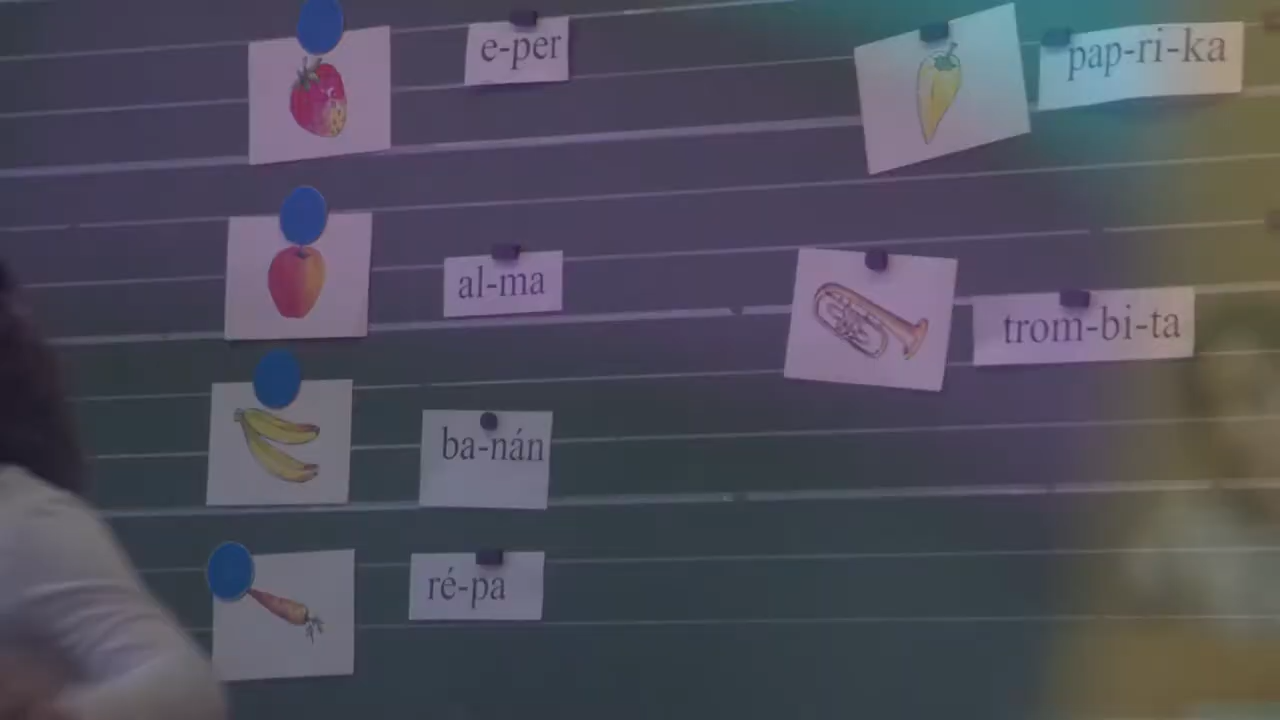 e-per
al-ma
ba-nán
ré-pa
pap-ri-ka
trom-bi-ta